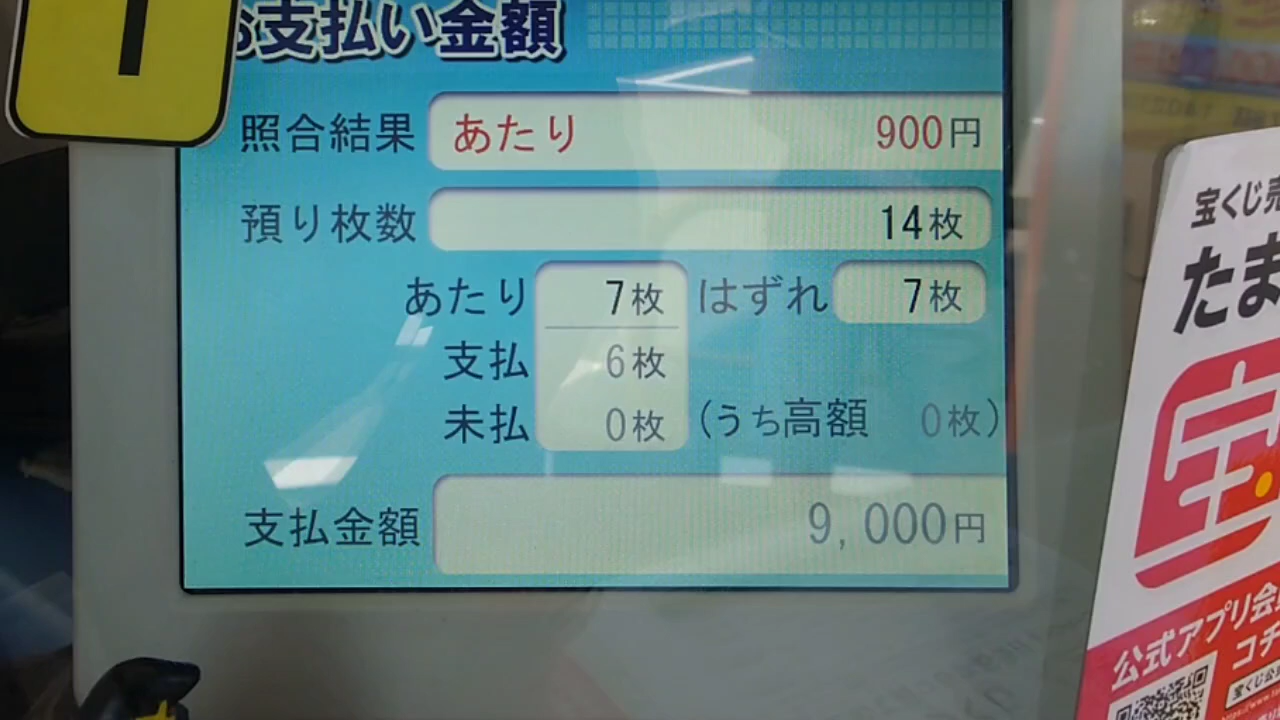 お支払い金額
照合結果 あたり 900円
預り枚数 14枚
あたり 7枚 はずれ 7枚
支払 6枚
未払 0枚 (うち高額 0枚)
支払金額 9,000円
宝くじ
たま
宝
公式アプリ会
コチ